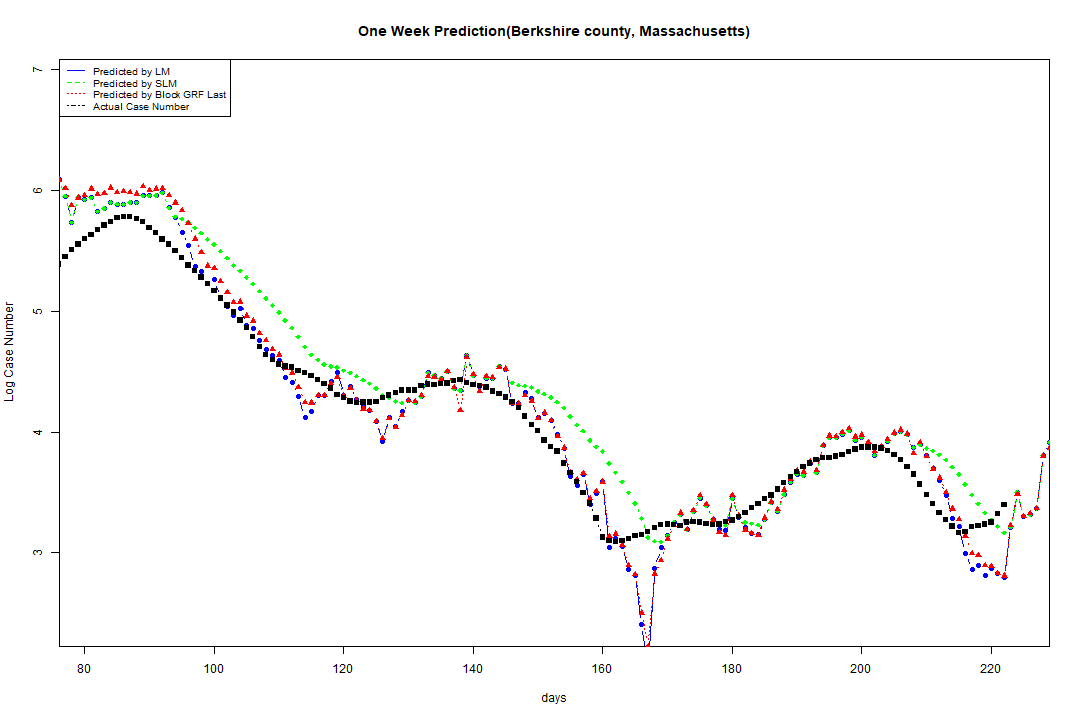 One Week Prediction(Berkshire county, Massachusetts)
Predicted by LM
Predicted by SLM
Predicted by Block GRF Last
Actual Case Number
7
6
5
4
3
Log Case Number
80 100 120 140 160 180 200 220
days